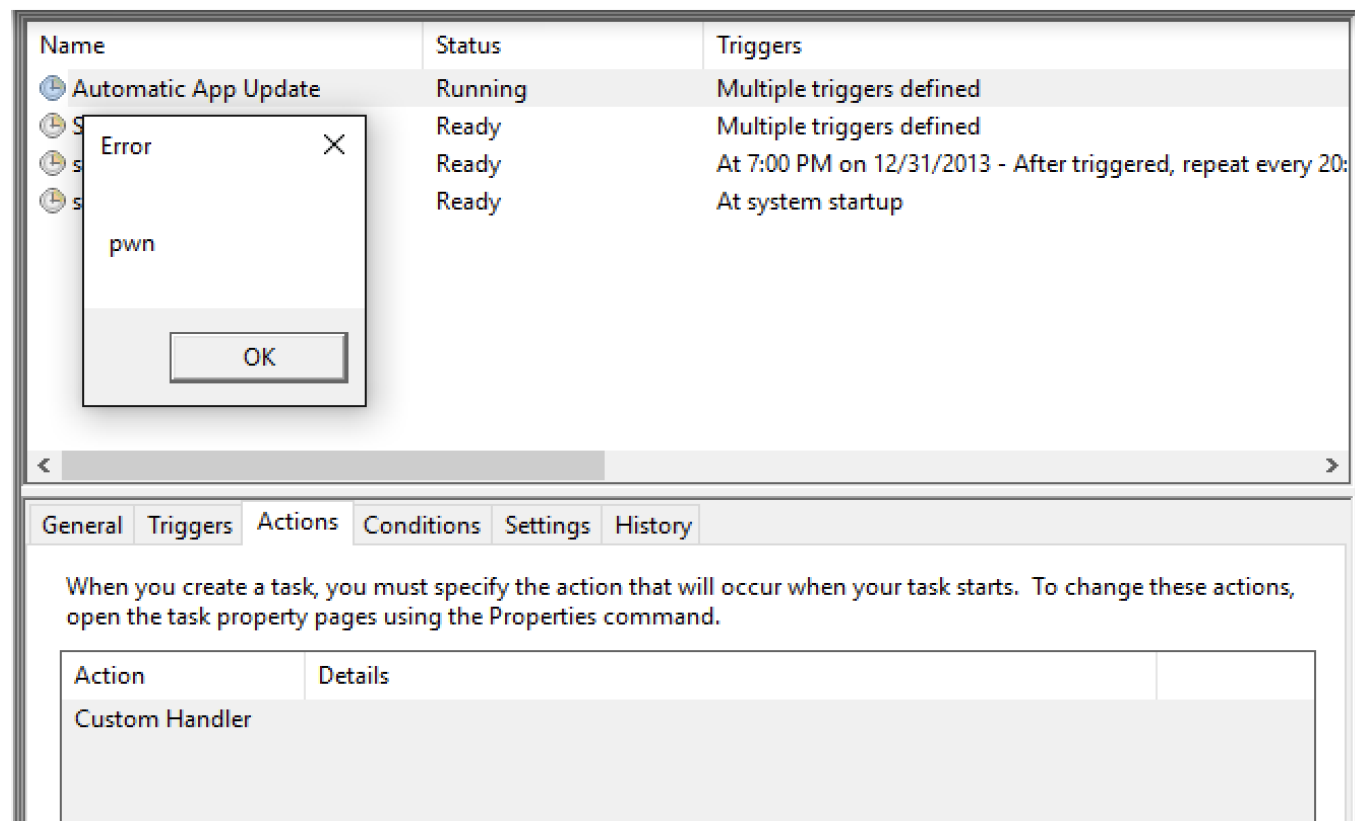 Name Status Triggers
Automatic App Update Running Multiple triggers defined
S Ready Multiple triggers defined
s Ready At 7:00 PM on 12/31/2013 - After triggered, repeat every 20:
s Ready At system startup
Error
pwn
OK
General Triggers Actions Conditions Settings History
When you create a task, you must specify the action that will occur when your task starts. To change these actions,
open the task property pages using the Properties command.
Action Details
Custom Handler